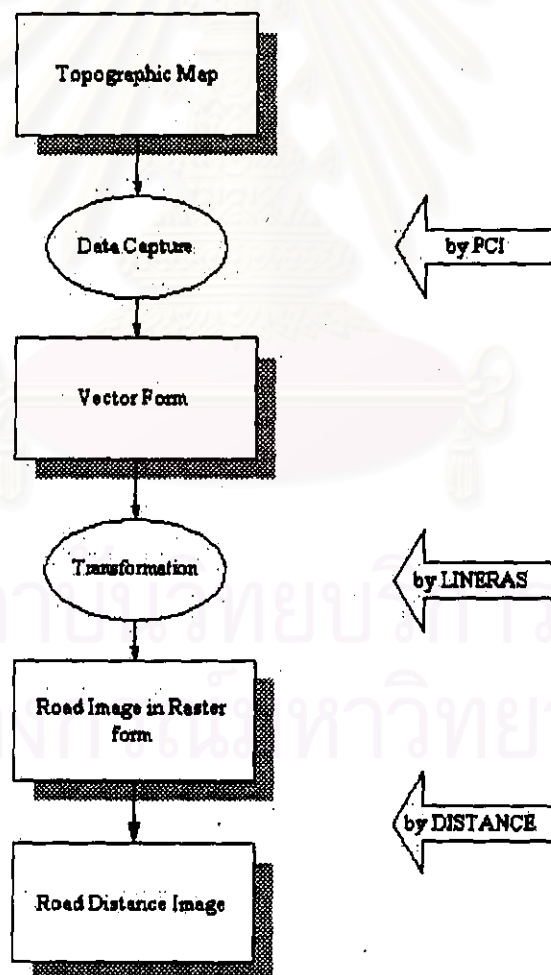 Topographic Map
Data Capture
by PCI
Vector Form
Transformation
by LINERAS
Road Image in Raster
form
by DISTANCE
Road Distance Image